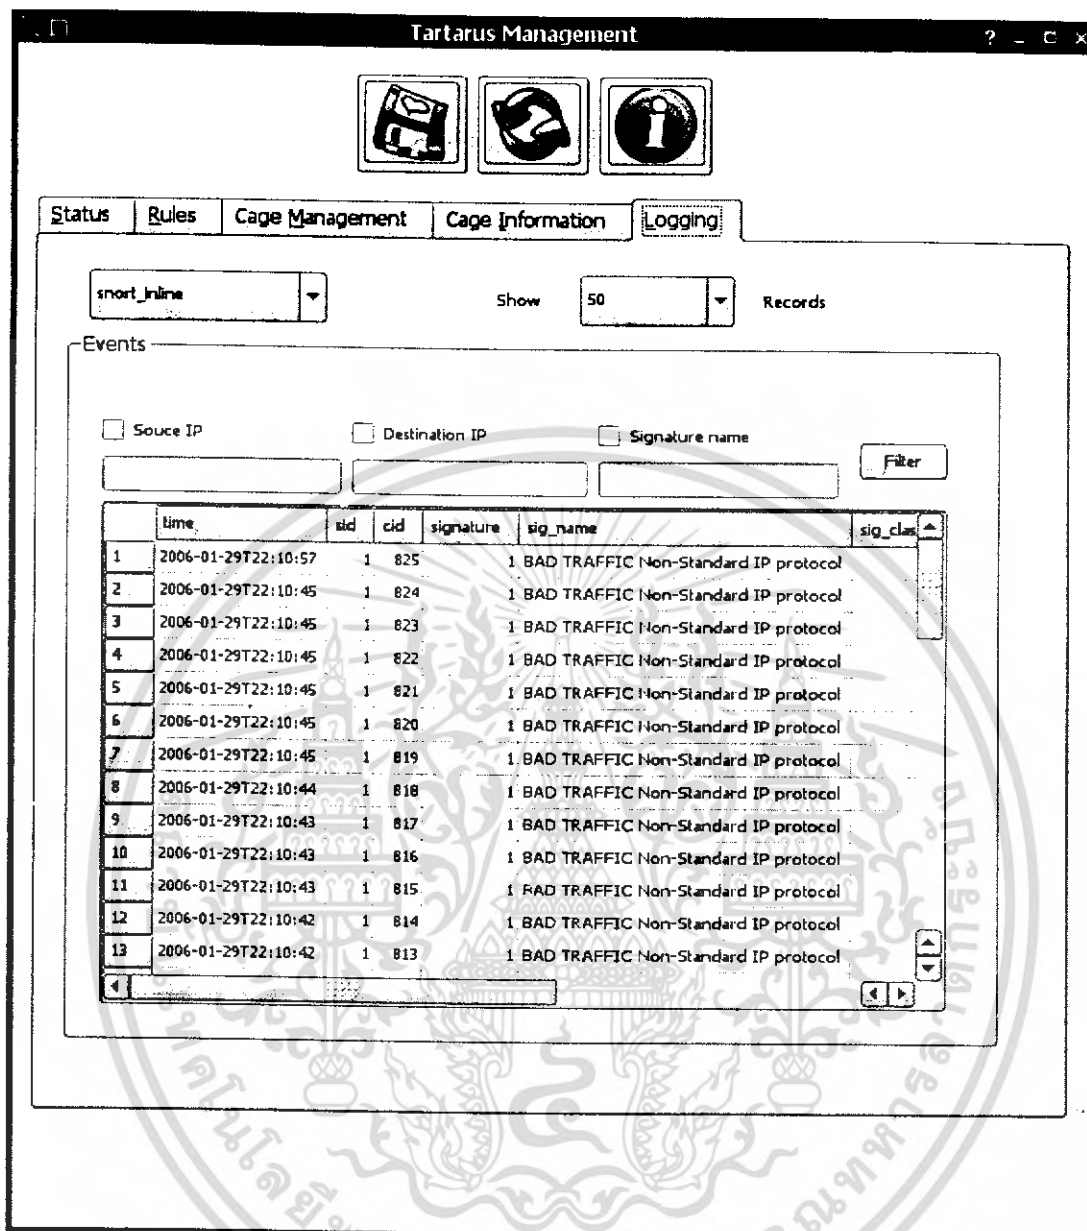 Tartarus Management
Status Rules Cage Management Cage Information Logging
snort_inline Show 50 Records
Events
Souce IP Destination IP Signature name
Filter
time sid cid signature sig_name sig_clas
1 2006-01-29T22:10:57 1 825 1 BAD TRAFFIC Non-Standard IP protocol
2 2006-01-29T22:10:45 1 824 1 BAD TRAFFIC Non-Standard IP protocol
3 2006-01-29T22:10:45 1 823 1 BAD TRAFFIC Non-Standard IP protocol
4 2006-01-29T22:10:45 1 822 1 BAD TRAFFIC Non-Standard IP protocol
5 2006-01-29T22:10:45 1 821 1 BAD TRAFFIC Non-Standard IP protocol
6 2006-01-29T22:10:45 1 820 1 BAD TRAFFIC Non-Standard IP protocol
7 2006-01-29T22:10:45 1 819 1 BAD TRAFFIC Non-Standard IP protocol
8 2006-01-29T22:10:44 1 818 1 BAD TRAFFIC Non-Standard IP protocol
9 2006-01-29T22:10:43 1 817 1 BAD TRAFFIC Non-Standard IP protocol
10 2006-01-29T22:10:43 1 816 1 BAD TRAFFIC Non-Standard IP protocol
11 2006-01-29T22:10:43 1 815 1 BAD TRAFFIC Non-Standard IP protocol
12 2006-01-29T22:10:42 1 814 1 BAD TRAFFIC Non-Standard IP protocol
13 2006-01-29T22:10:42 1 813 1 BAD TRAFFIC Non-Standard IP protocol